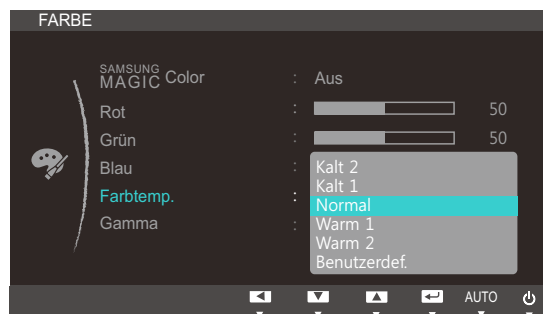 FARBE
SAMSUNG MAGIC Color : Aus
Rot : 50
Grün : 50
Blau :
Farbtemp. :
Gamma :
Kalt 2
Kalt 1
Normal
Warm 1
Warm 2
Benutzerdef.
AUTO